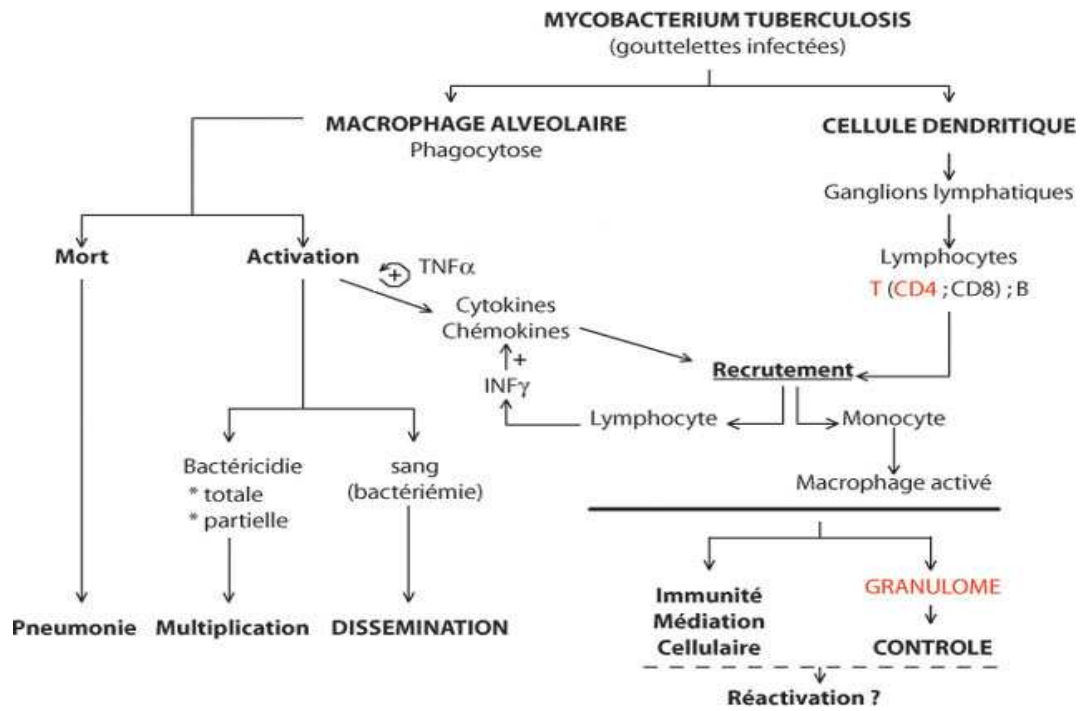 MYCOBACTERIUM TUBERCULOSIS
(gouttelettes infectées)
MACROPHAGE ALVEOLAIRE
Phagocytose
CELLULE DENDRITIQUE
Ganglions lymphatiques
Mort
Activation
+
TNFα
Lymphocytes
T (CD4 ; CD8) ; B
Cytokines
Chémokines
+
INFγ
Recrutement
Lymphocyte
Monocyte
Macrophage activé
Bactéricidie
* totale
* partielle
sang
(bactériémie)
Pneumonie
Multiplication
DISSEMINATION
Immunité
Médiation
Cellulaire
GRANULOME
CONTROLE
Réactivation ?